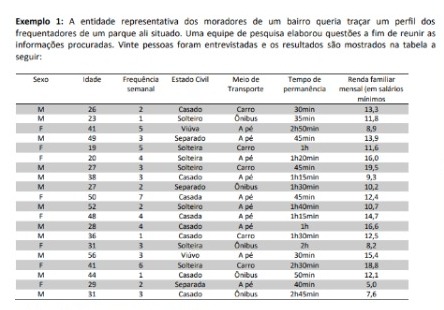 Exemplo 1: A entidade representativa dos moradores de um bairro queria traçar um perfil dos
frequentadores de um parque ali situado. Uma equipe de pesquisa elaborou questões a fim de reunir as
informações procuradas. Vinte pessoas foram entrevistadas e os resultados são mostrados na tabela a
seguir:
Sexo Idade Frequência semanal Estado Civil Meio de Transporte Tempo de permanência Renda familiar mensal (em salários mínimos
M 26 2 Casado Carro 30min 13,3
M 23 1 Solteiro Ônibus 35min 11,8
F 41 5 Viúva A pé 2h50min 8,9
M 49 3 Separado A pé 45min 13,9
F 19 5 Solteira Carro 1h 11,6
F 20 4 Solteira A pé 1h20min 16,0
M 27 3 Solteiro Carro 45min 19,5
M 38 3 Casado A pé 1h15min 9,3
M 27 2 Separado Ônibus 1h30min 10,2
F 50 7 Casada A pé 45min 12,4
M 52 2 Solteiro A pé 1h40min 10,7
F 48 4 Casada A pé 1h15min 14,7
M 28 4 Casado A pé 1h 16,6
M 36 1 Casado Carro 1h30min 12,5
F 31 3 Solteira Ônibus 2h 8,2
M 56 3 Viúvo A pé 30min 15,4
F 41 6 Solteira Carro 2h30min 18,8
M 44 1 Casado Ônibus 50min 12,1
F 29 2 Separada A pé 40min 5,0
M 31 3 Casado Ônibus 2h45min 7,6